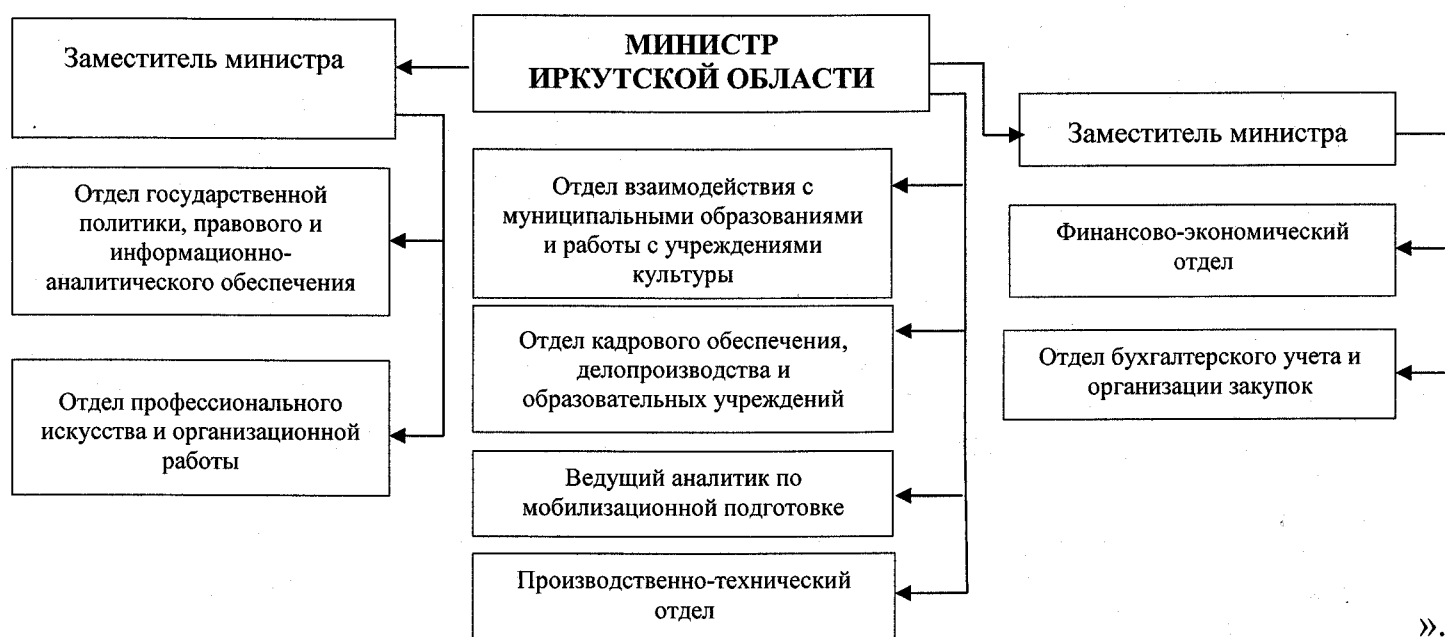 Заместитель министра
МИНИСТР
ИРКУТСКОЙ ОБЛАСТИ
Заместитель министра
Отдел государственной
политики, правового и
информационно-
аналитического обеспечения
Отдел профессионального
искусства и организационной
работы
Отдел взаимодействия с
муниципальными образованиями
и работы с учреждениями
культуры
Отдел кадрового обеспечения,
делопроизводства и
образовательных учреждений
Ведущий аналитик по
мобилизационной подготовке
Производственно-технический
отдел
Финансово-экономический
отдел
Отдел бухгалтерского учета и
организации закупок
».